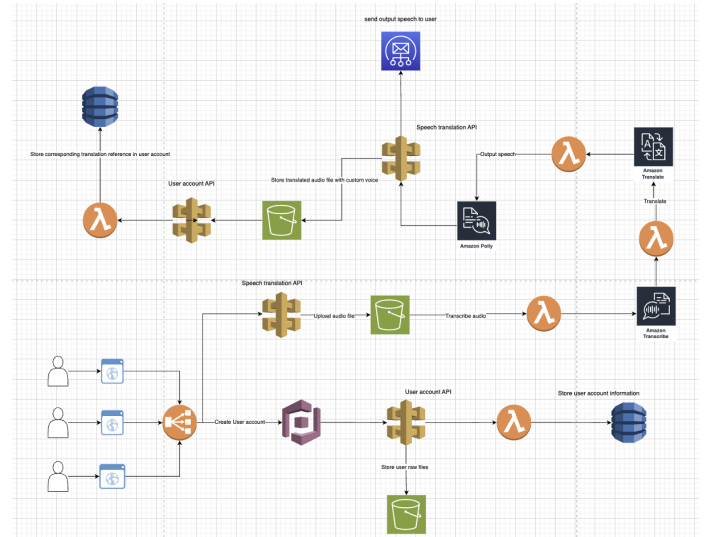 send output speech to user
Speech translation API
Store corresponding translation reference in user account
Output speech
Amazon
Translate
Store translated audio file with custom voice
User account API
Translate
Amazon Polly
Speech translation API
Upload audio file
Transcribe audio
Amazon
Transcribe
User account API
Store user account information
Create User account
Store user raw files